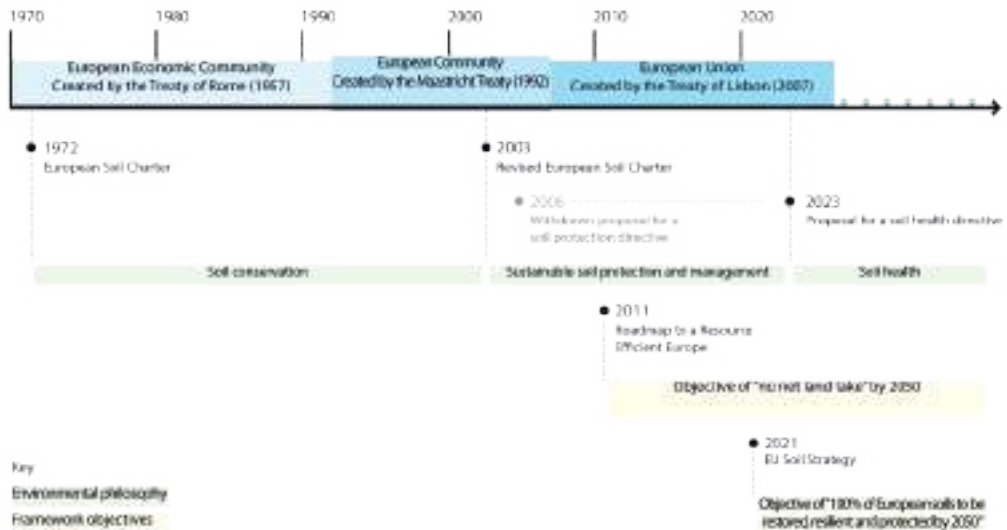 1970 1980 1990 2000 2010 2020
European Economic Community
Created by the Treaty of Rome (1957)
European Community
Created by the Maastricht Treaty (1992)
European Union
Created by the Treaty of Lisbon (2007)
1972
European Soil Charter
2003
Revised European Soil Charter
2006
Withdrawn proposal for a
soil protection directive
2023
Proposal for a soil health directive
Soil conservation
Sustainable soil protection and management
Soil health
2011
Roadmap to a Resource
Efficient Europe
Objective of "no net land take" by 2050
2021
EU Soil Strategy
Objective of "100% of European soils to be
restored, resilient and protected by 2050"
Key
Environmental philosophy
Framework objectives